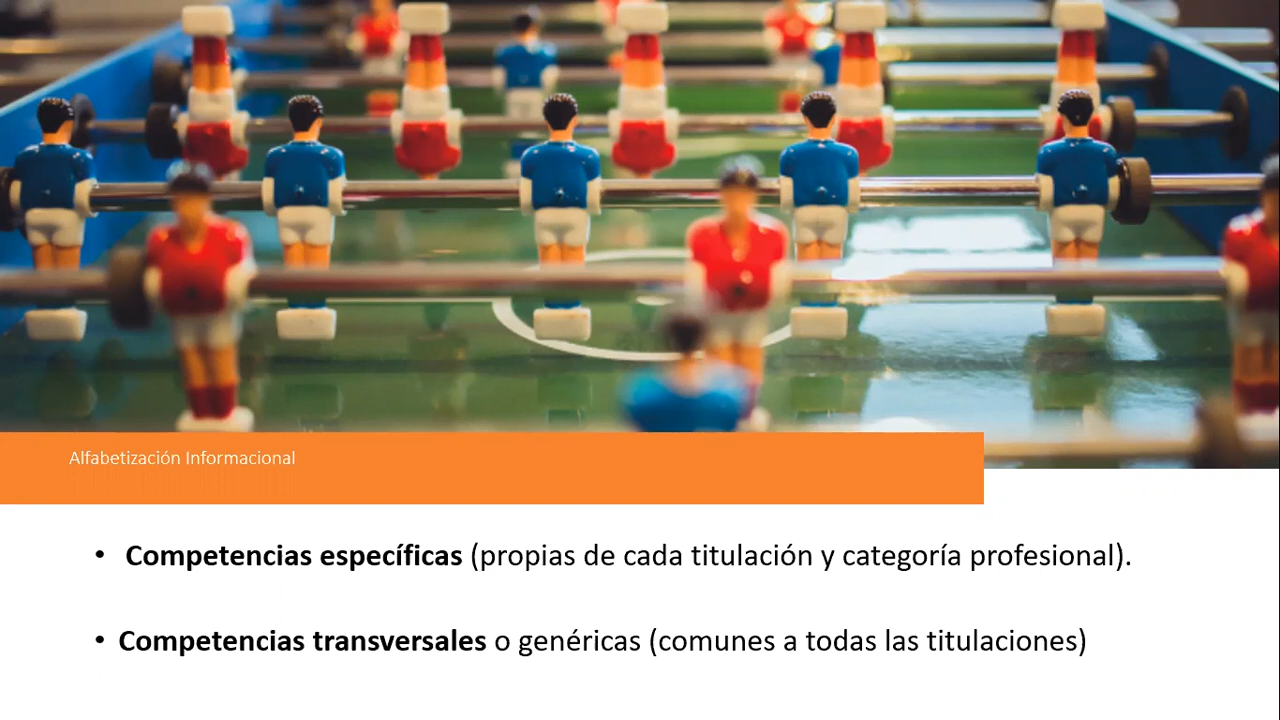 Alfabetización Informacional
• Competencias específicas (propias de cada titulación y categoría profesional).
• Competencias transversales o genéricas (comunes a todas las titulaciones)